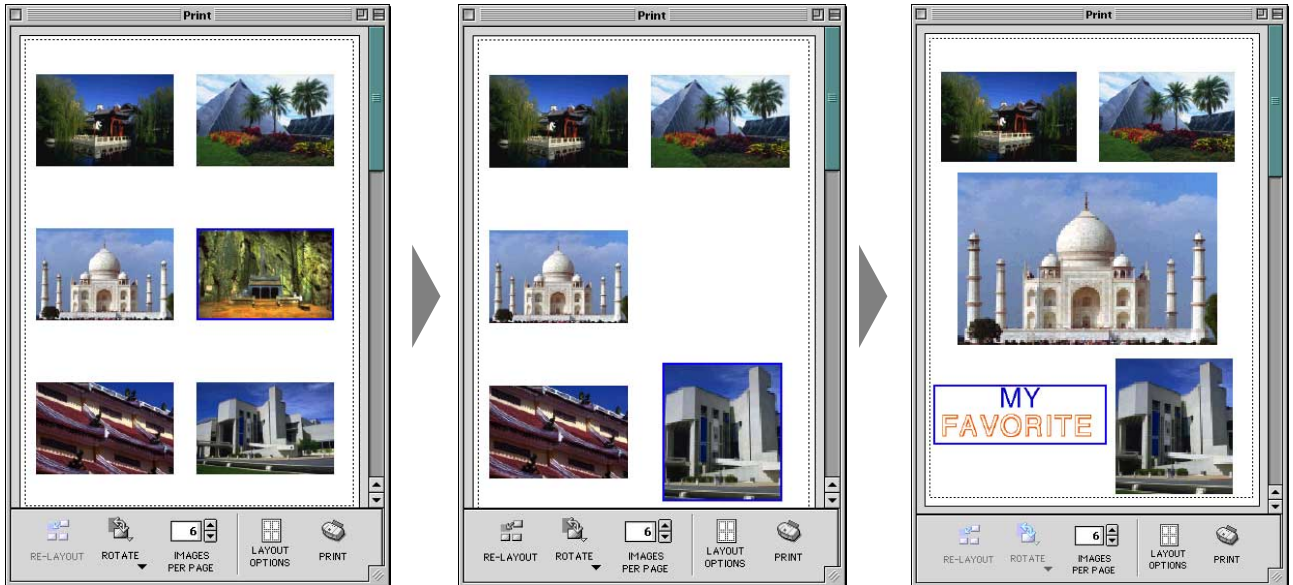 Print
RE-LAYOUT
ROTATE
6
IMAGES
PER PAGE
LAYOUT
OPTIONS
PRINT
Print
RE-LAYOUT
ROTATE
6
IMAGES
PER PAGE
LAYOUT
OPTIONS
PRINT
Print
MY
FAVORITE
RE-LAYOUT
ROTATE
6
IMAGES
PER PAGE
LAYOUT
OPTIONS
PRINT